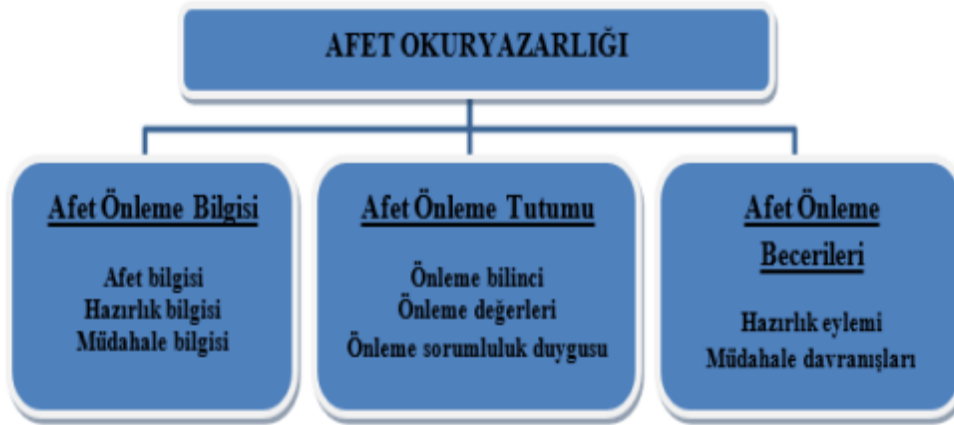 AFET OKURYAZARLIĞI
Afet Önleme Bilgisi
Afet bilgisi
Hazırlık bilgisi
Müdahale bilgisi
Afet Önleme Tutumu
Önleme bilinci
Önleme değerleri
Önleme sorumluluk duygusu
Afet Önleme
Becerileri
Hazırlık eylemi
Müdahale davranışları